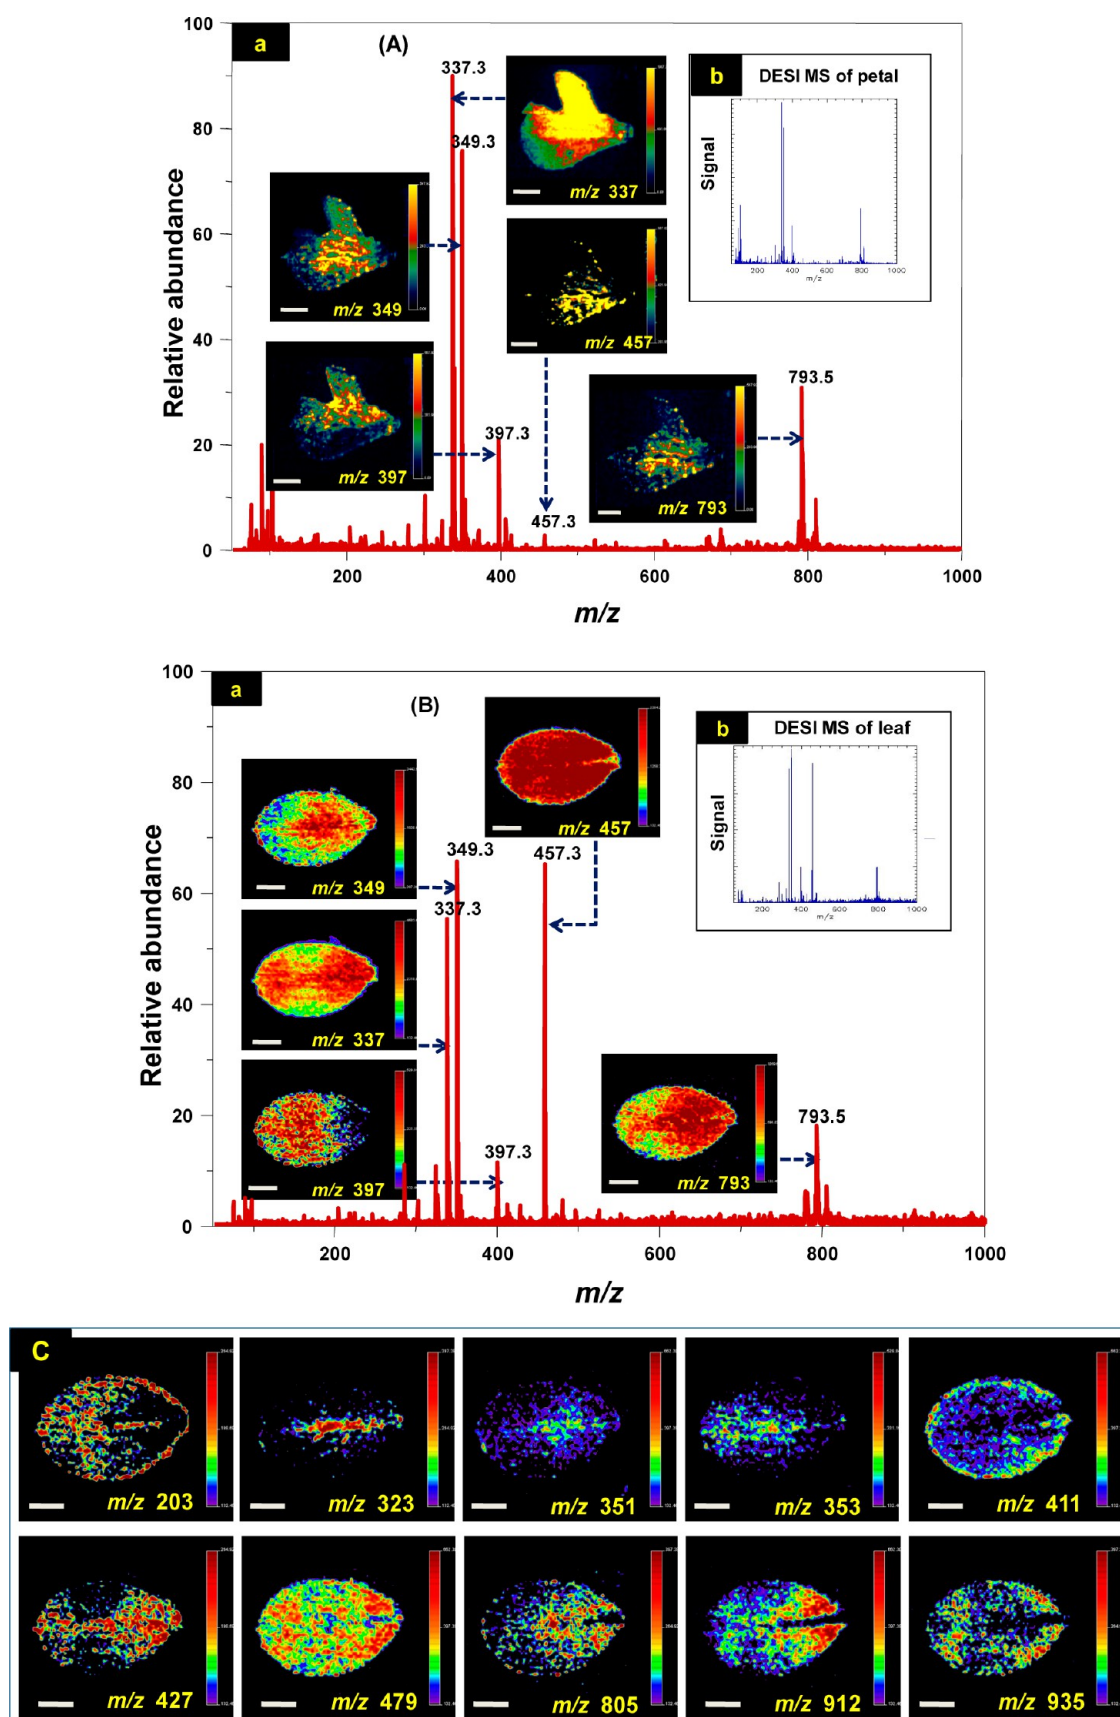 a
(A)
100
80
60
40
20
0
Relative abundance
337.3
349.3
397.3
457.3
793.5
m/z 337
m/z 349
m/z 457
m/z 397
m/z 793
b
DESI MS of petal
Signal
200 400 600 800 1000
m/z
200 400 600 800 1000
m/z
a
(B)
100
80
60
40
20
0
Relative abundance
349.3
457.3
337.3
397.3
793.5
m/z 457
m/z 349
m/z 337
m/z 397
m/z 793
b
DESI MS of leaf
Signal
200 400 600 800 1000
m/z
200 400 600 800 1000
m/z
C
m/z 203
m/z 323
m/z 351
m/z 353
m/z 411
m/z 427
m/z 479
m/z 805
m/z 912
m/z 935